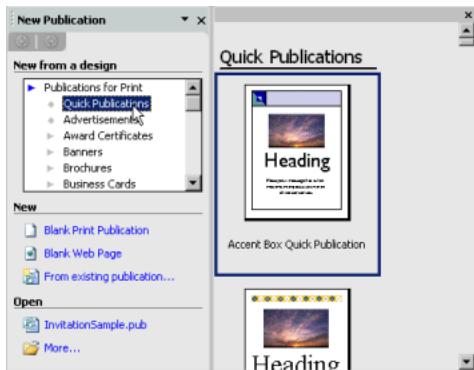 New Publication
New from a design
Publications for Print
Quick Publications
Advertisements
Award Certificates
Banners
Brochures
Business Cards
New
Blank Print Publication
Blank Web Page
From existing publication...
Open
InvitationSample.pub
More...
Quick Publications
Heading
Accent Box Quick Publication
Heading